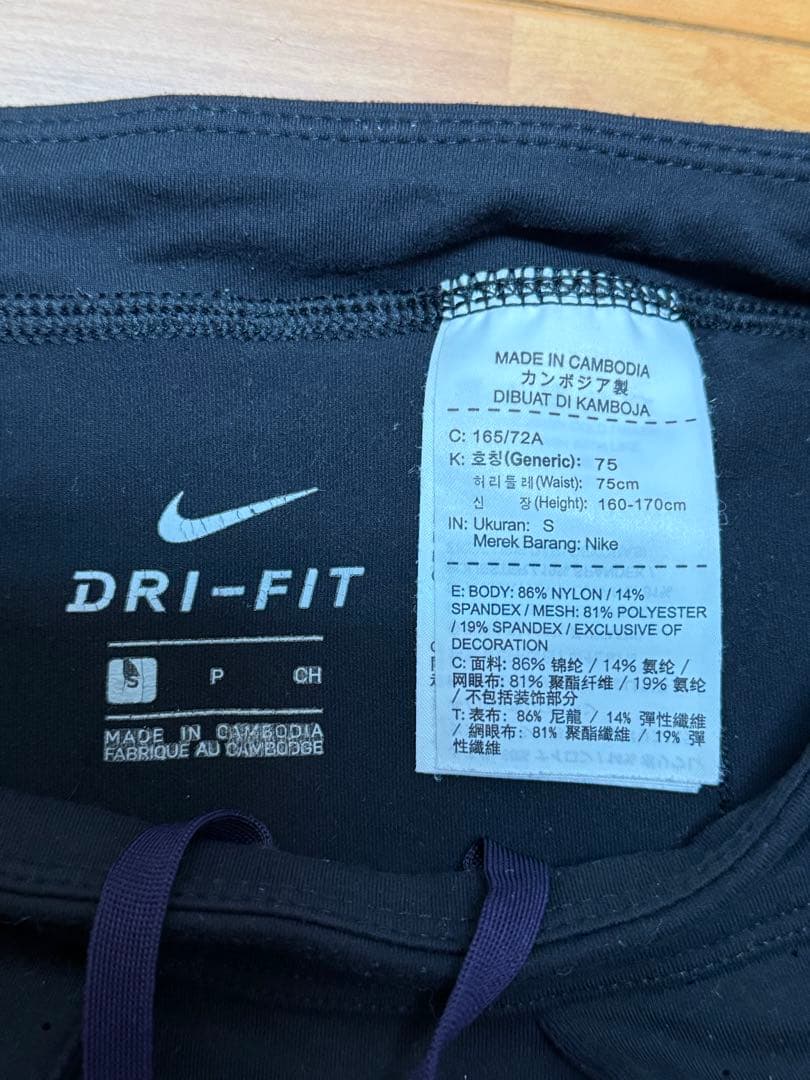 DRI-FIT
S P CH
MADE IN CAMBODIA
FABRIQUÉ AU CAMBODGE
MADE IN CAMBODIA
カンボジア製
DIBUAT DI KAMBOJA
C: 165/72A
K: 호칭(Generic): 75
허리둘레(Waist): 75cm
신 장(Height): 160-170cm
IN: Ukuran: S
Merek Barang: Nike
E: BODY: 86% NYLON / 14%
SPANDEX / MESH: 81% POLYESTER
/ 19% SPANDEX / EXCLUSIVE OF
DECORATION
C: 面料: 86% 锦纶 / 14% 氨纶 /
网眼布: 81% 聚酯纤维 / 19% 氨纶
/ 不包括装饰部分
T: 表布: 86% 尼龍 / 14% 彈性纖維
/ 網眼布: 81% 聚酯纖維 / 19% 彈
性纖維